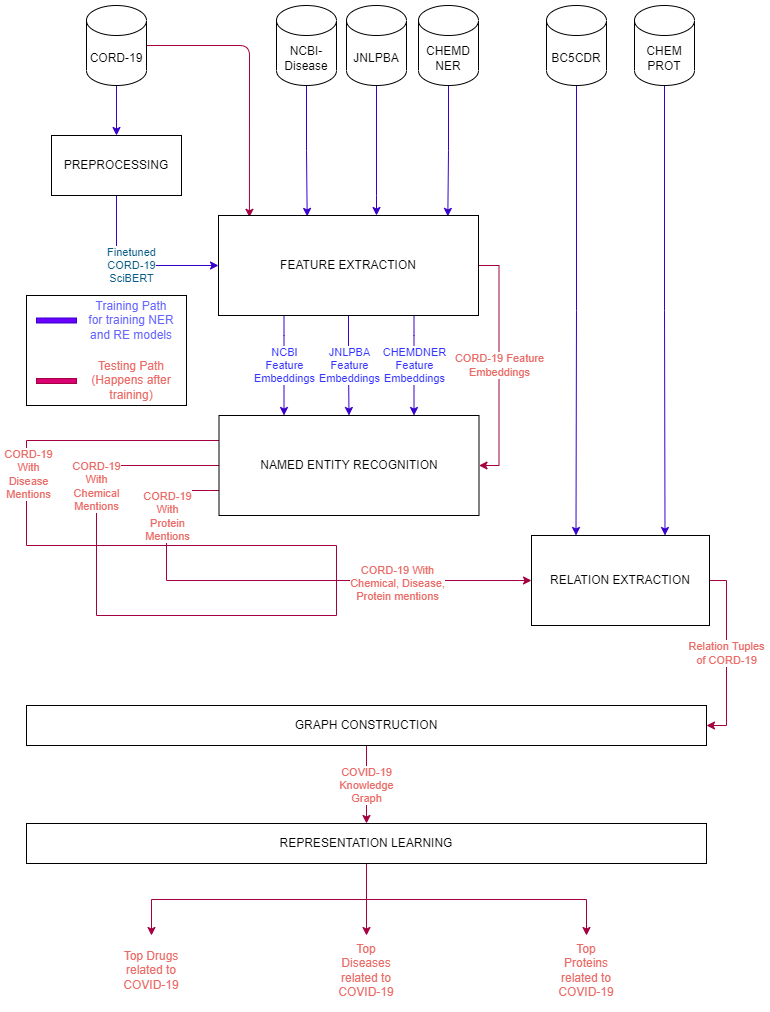 CORD-19
NCBI-
Disease
JNLPBA
CHEMD
NER
BC5CDR
CHEM
PROT
PREPROCESSING
Finetuned
CORD-19
SciBERT
FEATURE EXTRACTION
Training Path
for training NER
and RE models
Testing Path
(Happens after
training)
NCBI
Feature
Embeddings
JNLPBA
Feature
Embeddings
CHEMDNER
Feature
Embeddings
CORD-19 Feature
Embeddings
NAMED ENTITY RECOGNITION
CORD-19
With
Disease
Mentions
CORD-19
With
Chemical
Mentions
CORD-19
With
Protein
Mentions
CORD-19 With
Chemical, Disease,
Protein mentions
RELATION EXTRACTION
Relation Tuples
of CORD-19
GRAPH CONSTRUCTION
COVID-19
Knowledge
Graph
REPRESENTATION LEARNING
Top Drugs
related to
COVID-19
Top
Diseases
related to
COVID-19
Top
Proteins
related to
COVID-19